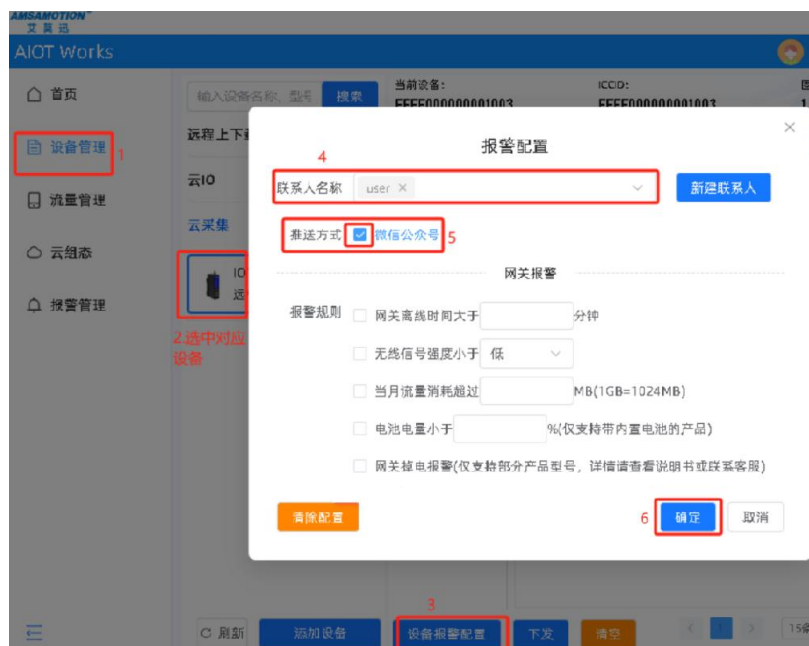 AMSAMOTION
艾莫迅
AIOT Works
首页
设备管理
1
流量管理
云组态
报警管理
输入设备名称、型号
搜索
当前设备:
FFFF000000001003
ICCID:
FFFF000000001003
远程上下载
云IO
云采集
IO
远
2.选中对应
设备
报警配置
4
联系人名称
user ×
新建联系人
推送方式
微信公众号
5
网关报警
报警规则
网关离线时间大于 分钟
无线信号强度小于 低
当月流量消耗超过 MB(1GB=1024MB)
电池电量小于 %(仅支持带内置电池的产品)
网关掉电报警(仅支持部分产品型号，详情请查看说明书或联系客服)
清除配置
6
确定
取消
3
刷新
添加设备
设备报警配置
下发
清空
1
15条